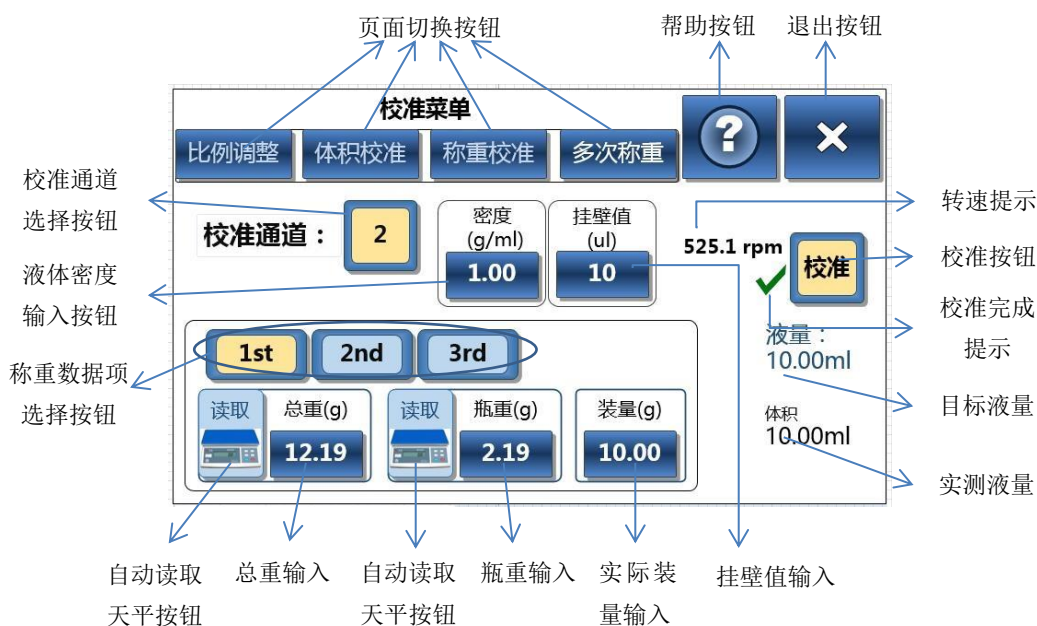 页面切换按钮
帮助按钮
退出按钮
校准菜单
比例调整
体积校准
称重校准
多次称重
?
×
校准通道
选择按钮
校准通道：
2
密度
(g/ml)
1.00
挂壁值
(ul)
10
525.1 rpm
校准
转速提示
校准按钮
液体密度
输入按钮
校准完成
提示
1st
2nd
3rd
液量：
10.00ml
称重数据项
选择按钮
读取
总重(g)
12.19
读取
瓶重(g)
2.19
装量(g)
10.00
体积
10.00ml
目标液量
实测液量
自动读取
天平按钮
总重输入
自动读取
天平按钮
瓶重输入
实际装
量输入
挂壁值输入